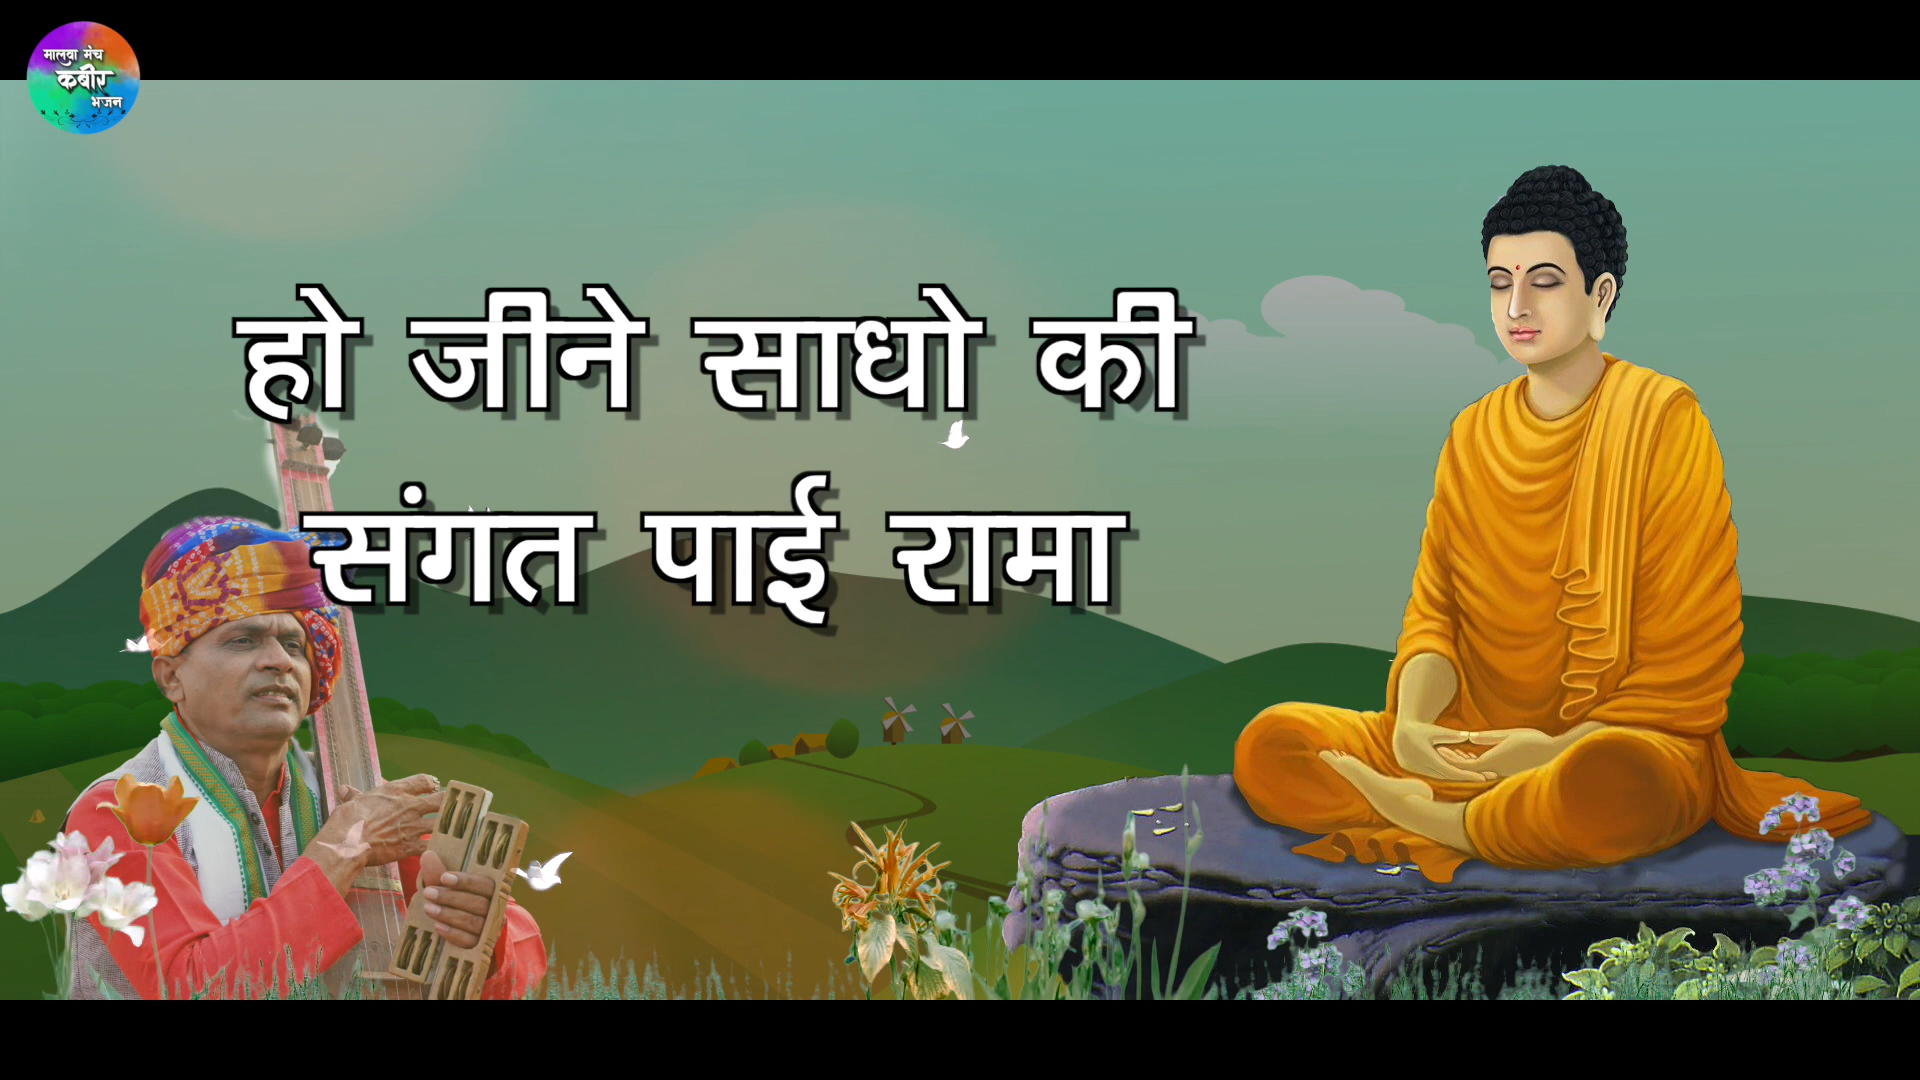 मालवा मंच
कबीर
भजन
हो जीने साधो की
संगत पाई रामा